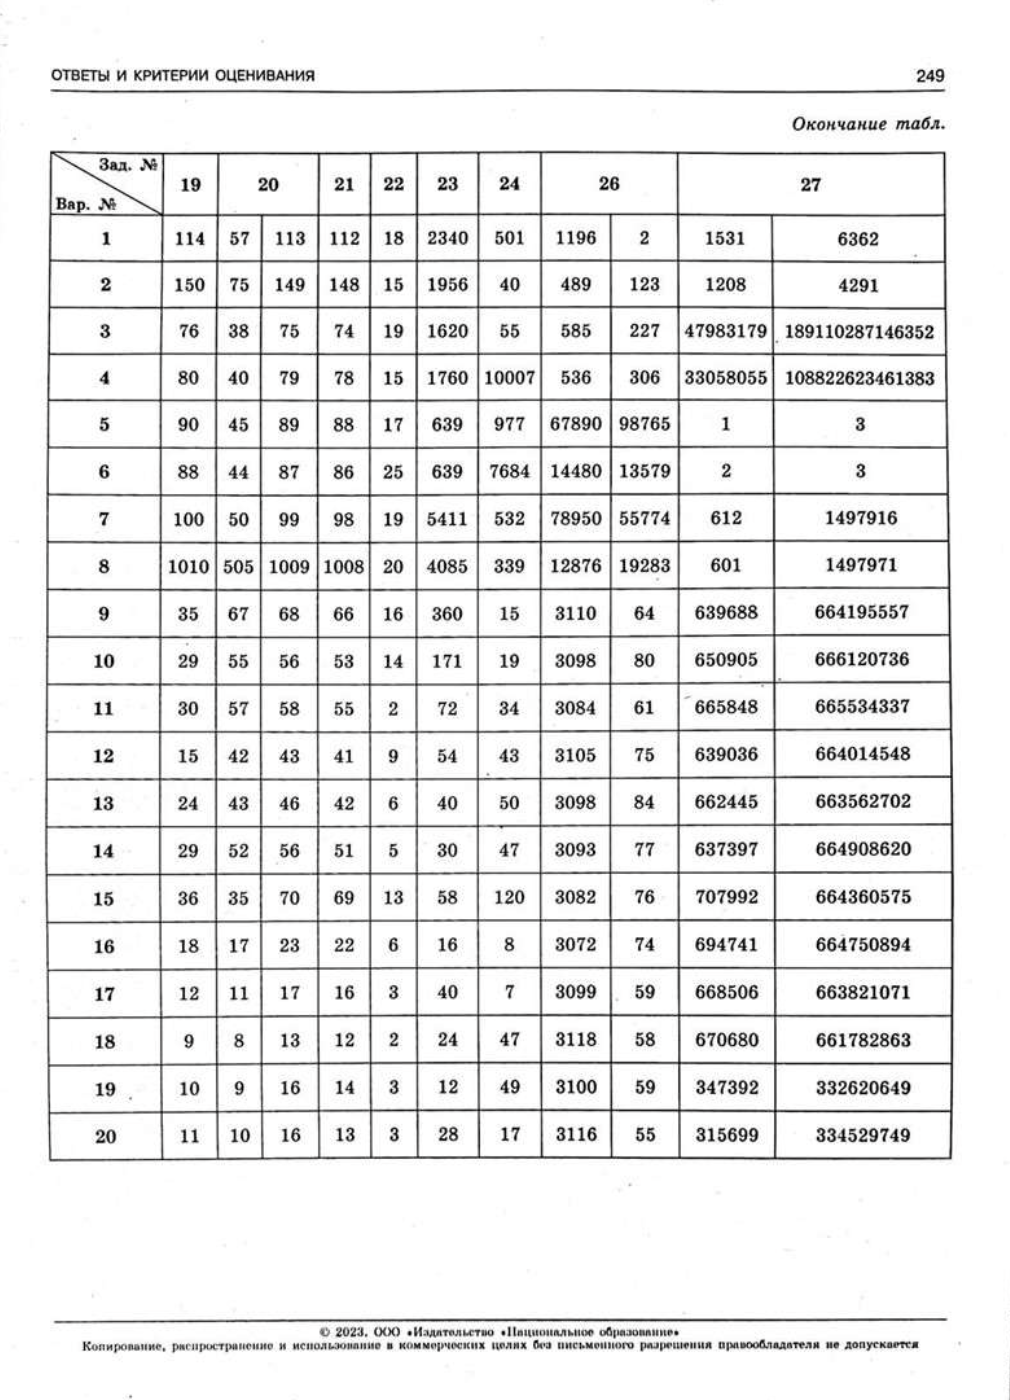 ОТВЕТЫ И КРИТЕРИИ ОЦЕНИВАНИЯ 249
Окончание табл.
Зад. №
Вар. №
19 20 21 22 23 24 26 27
1 114 57 113 112 18 2340 501 1196 2 1531 6362
2 150 75 149 148 15 1956 40 489 123 1208 4291
3 76 38 75 74 19 1620 55 585 227 47983179 189110287146352
4 80 40 79 78 15 1760 10007 536 306 33058055 108822623461383
5 90 45 89 88 17 639 977 67890 98765 1 3
6 88 44 87 86 25 639 7684 14480 13579 2 3
7 100 50 99 98 19 5411 532 78950 55774 612 1497916
8 1010 505 1009 1008 20 4085 339 12876 19283 601 1497971
9 35 67 68 66 16 360 15 3110 64 639688 664195557
10 29 55 56 53 14 171 19 3098 80 650905 666120736
11 30 57 58 55 2 72 34 3084 61 665848 665534337
12 15 42 43 41 9 54 43 3105 75 639036 664014548
13 24 43 46 42 6 40 50 3098 84 662445 663562702
14 29 52 56 51 5 30 47 3093 77 637397 664908620
15 36 35 70 69 13 58 120 3082 76 707992 664360575
16 18 17 23 22 6 16 8 3072 74 694741 664750894
17 12 11 17 16 3 40 7 3099 59 668506 663821071
18 9 8 13 12 2 24 47 3118 58 670680 661782863
19 10 9 16 14 3 12 49 3100 59 347392 332620649
20 11 10 16 13 3 28 17 3116 55 315699 334529749
© 2023. ООО «Издательство «Национальное образование»
Копирование, распространение и использование в коммерческих целях без письменного разрешения правообладателя не допускается